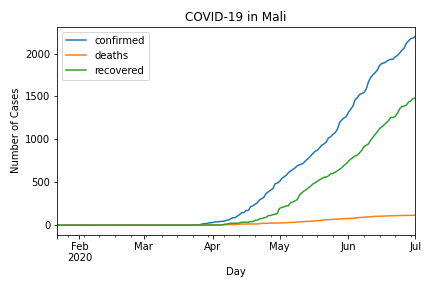 COVID-19 in Mali
confirmed
deaths
recovered
Number of Cases
2000
1500
1000
500
0
Feb
2020
Mar
Apr
May
Jun
Jul
Day